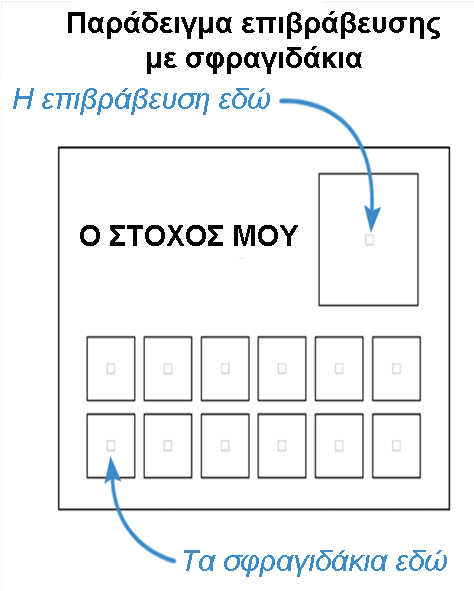 Παράδειγμα επιβράβευσης
με σφραγιδάκια
Η επιβράβευση εδώ
Ο ΣΤΟΧΟΣ ΜΟΥ
Τα σφραγιδάκια εδώ